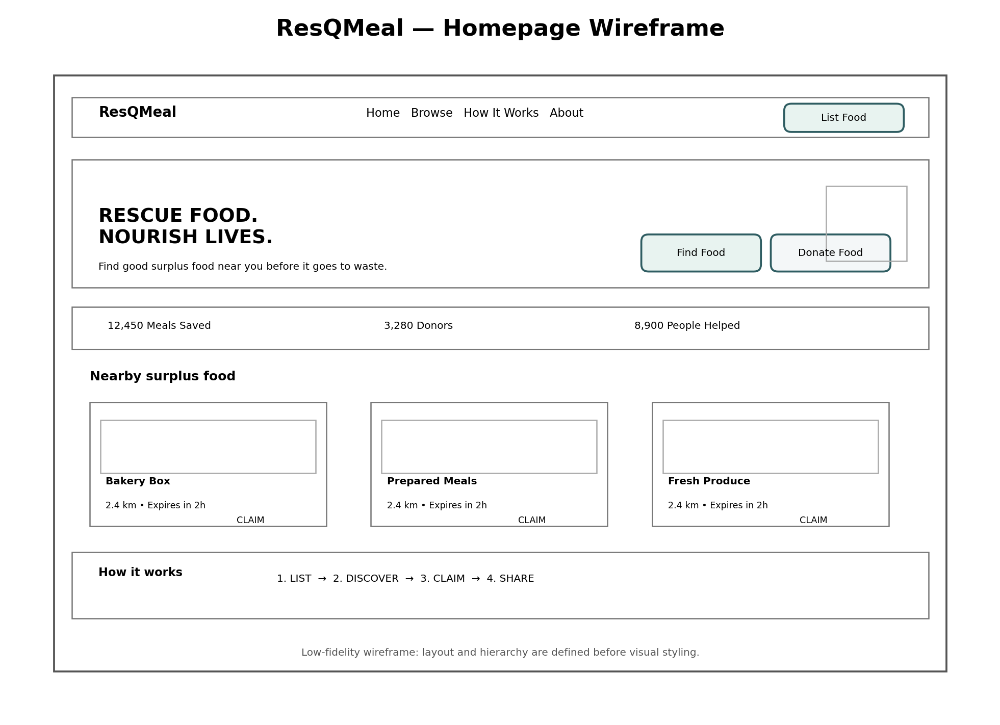 ResQMeal — Homepage Wireframe
ResQMeal
Home Browse How It Works About
List Food
RESCUE FOOD.
NOURISH LIVES.
Find good surplus food near you before it goes to waste.
Find Food
Donate Food
12,450 Meals Saved
3,280 Donors
8,900 People Helped
Nearby surplus food
Bakery Box
2.4 km • Expires in 2h
CLAIM
Prepared Meals
2.4 km • Expires in 2h
CLAIM
Fresh Produce
2.4 km • Expires in 2h
CLAIM
How it works
1. LIST → 2. DISCOVER → 3. CLAIM → 4. SHARE
Low-fidelity wireframe: layout and hierarchy are defined before visual styling.